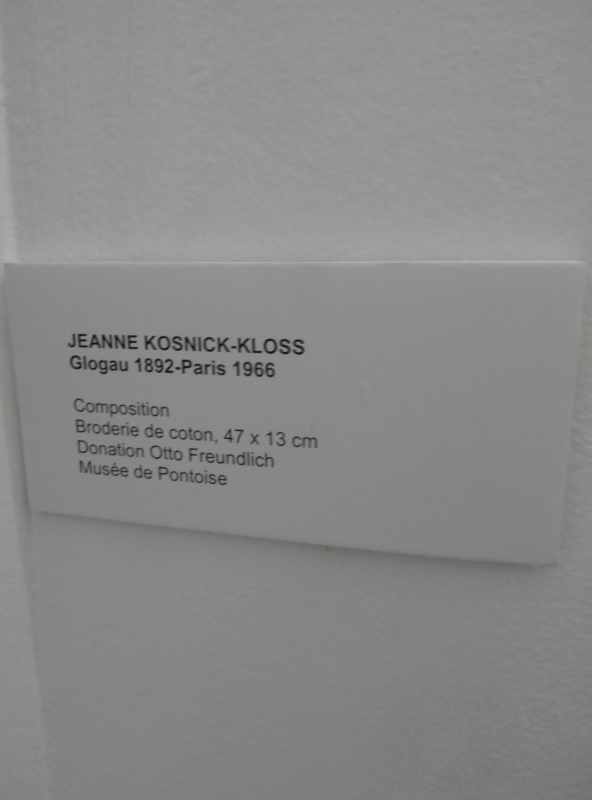 JEANNE KOSNICK-KLOSS
Glogau 1892-Paris 1966
Composition
Broderie de coton, 47 x 13 cm
Donation Otto Freundlich
Musée de Pontoise